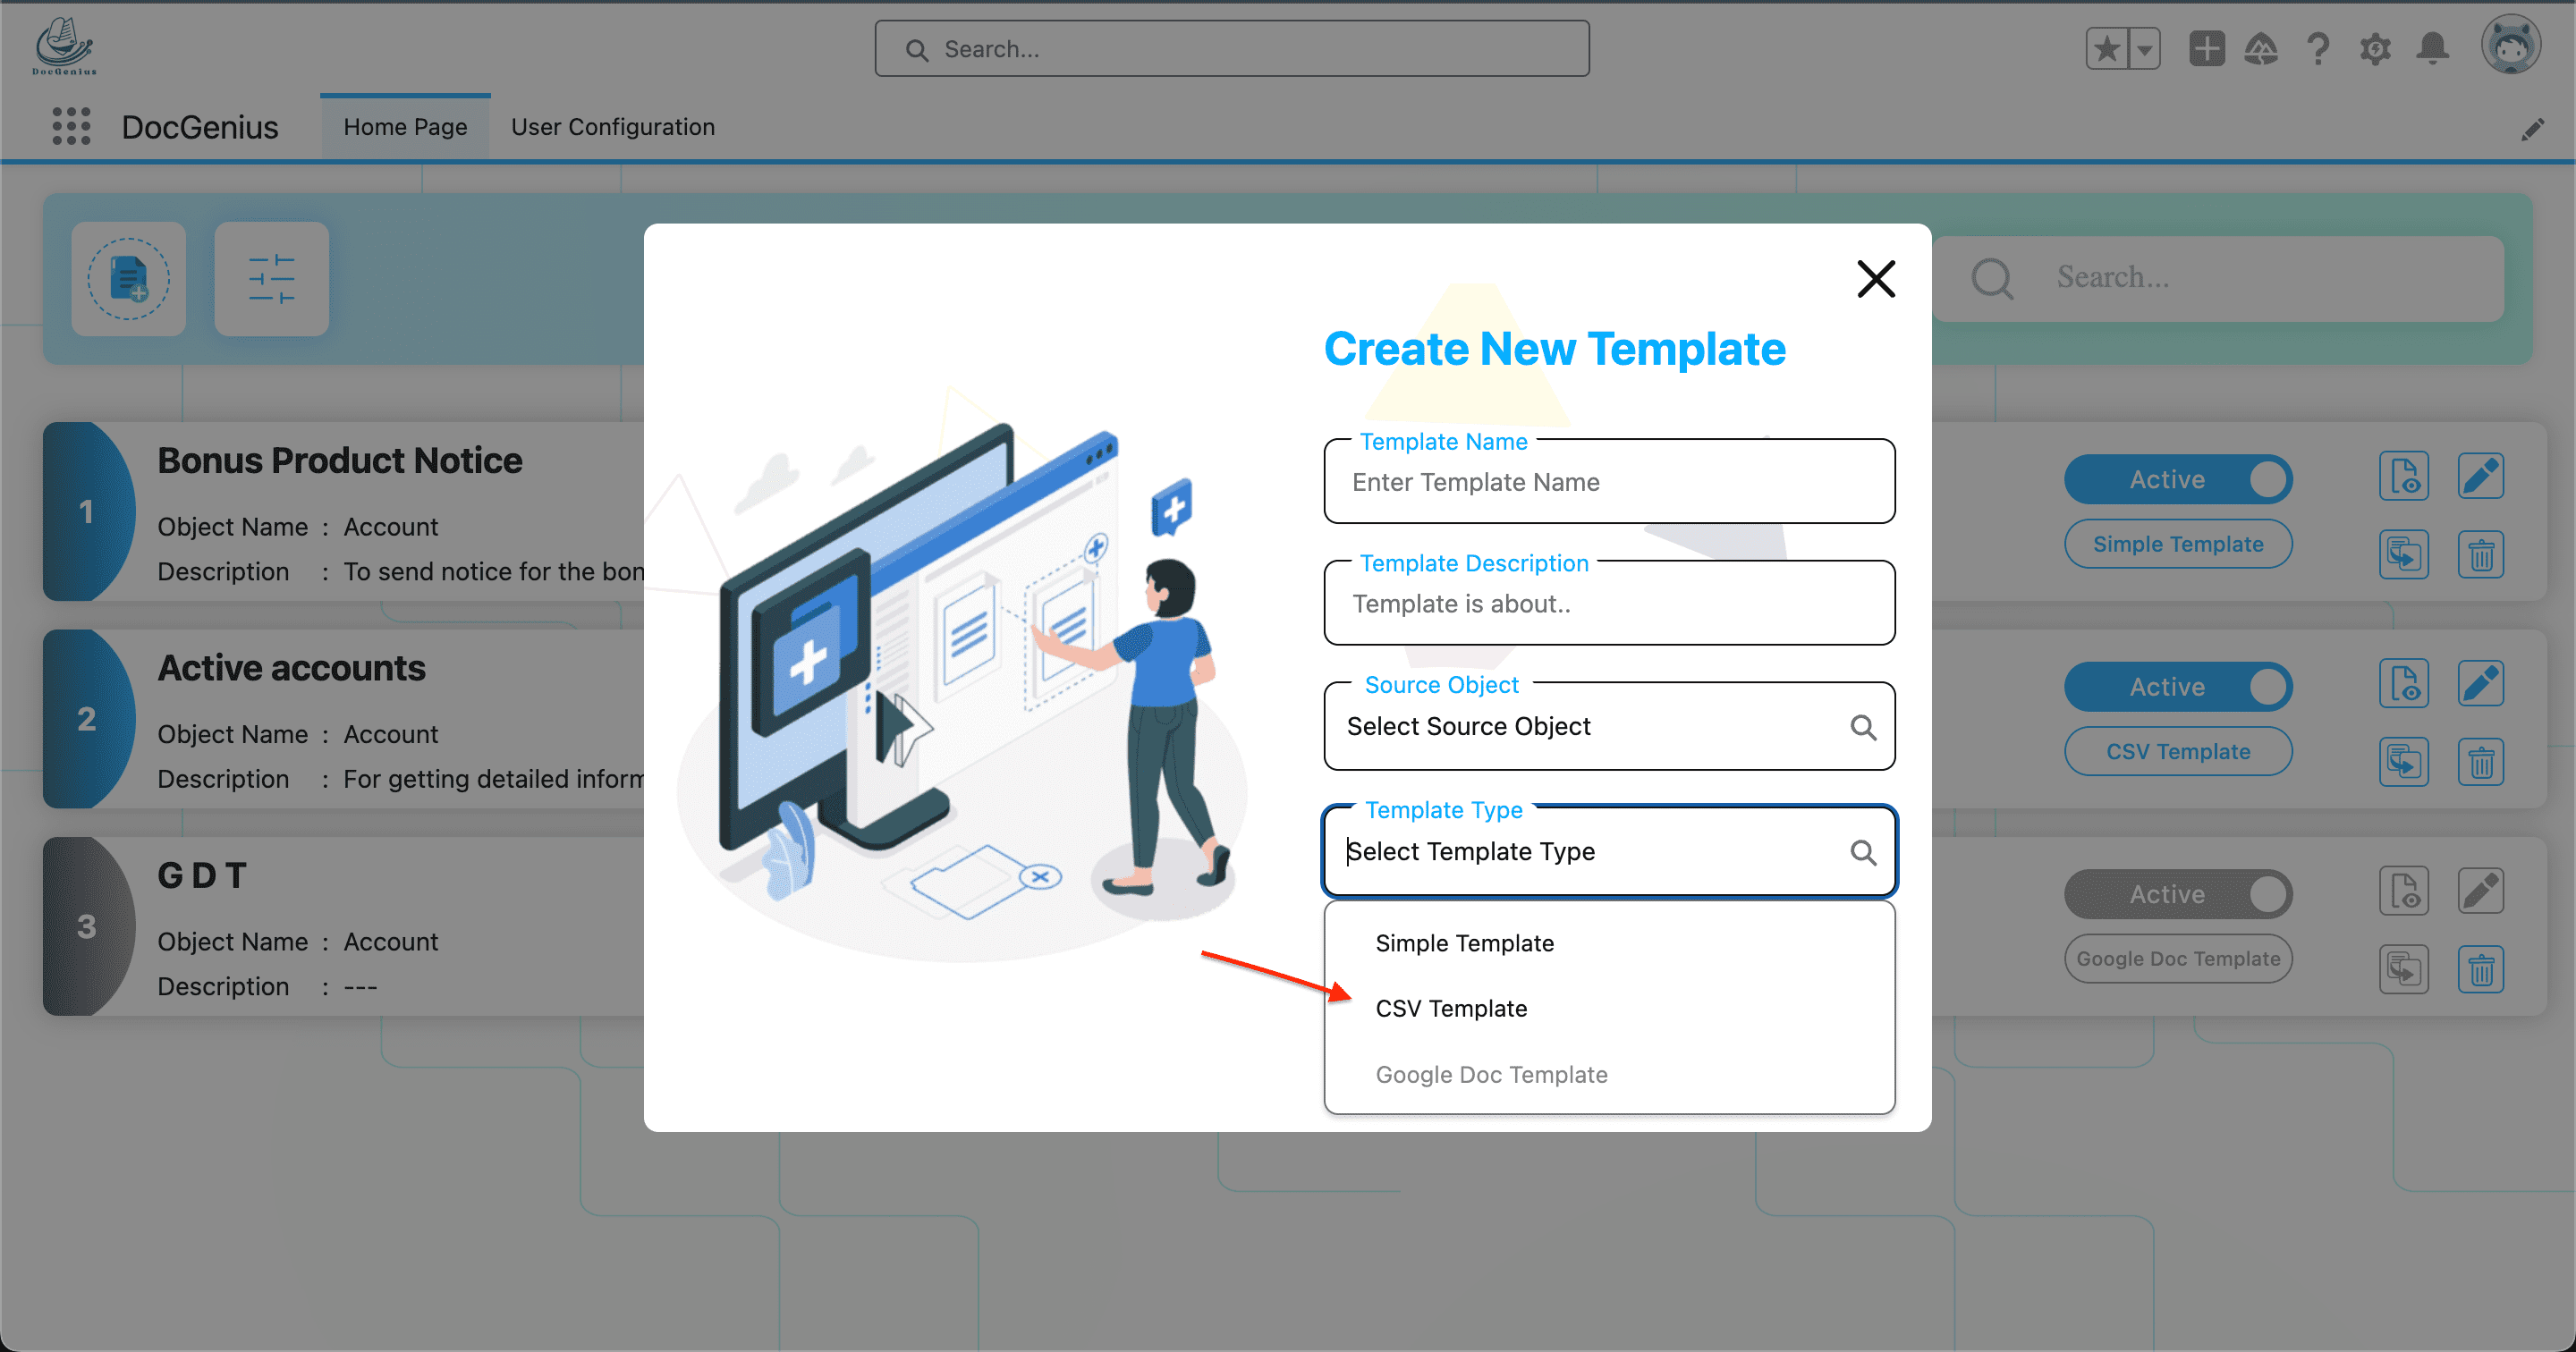 DocGenius
Search...
DocGenius
Home Page
User Configuration
Search...
Create New Template
Template Name
Enter Template Name
Template Description
Template is about..
Source Object
Select Source Object
Template Type
Select Template Type
Simple Template
CSV Template
Google Doc Template
1
Bonus Product Notice
Object Name : Account
Description : To send notice for the bon
Active
Simple Template
2
Active accounts
Object Name : Account
Description : For getting detailed inform
Active
CSV Template
3
G D T
Object Name : Account
Description : ---
Active
Google Doc Template